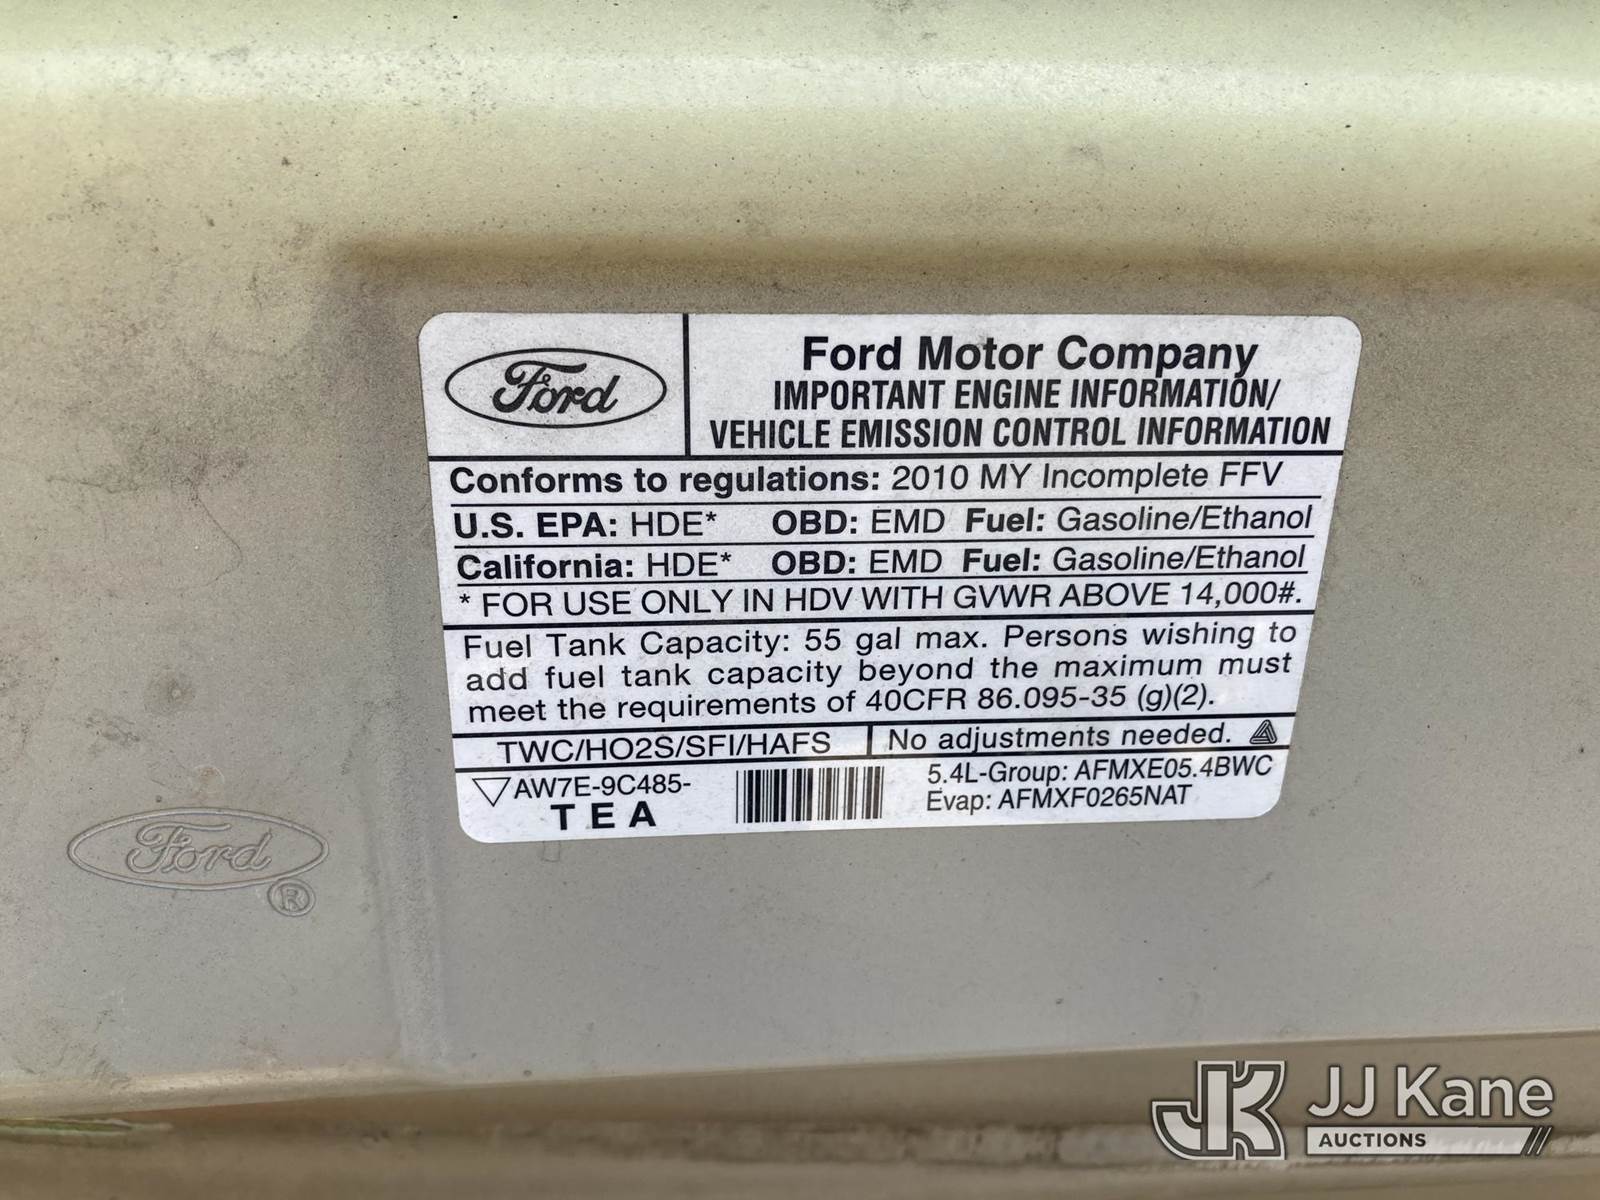 Ford
Ford Motor Company
IMPORTANT ENGINE INFORMATION/
VEHICLE EMISSION CONTROL INFORMATION
Conforms to regulations: 2010 MY Incomplete FFV
U.S. EPA: HDE* OBD: EMD Fuel: Gasoline/Ethanol
California: HDE* OBD: EMD Fuel: Gasoline/Ethanol
* FOR USE ONLY IN HDV WITH GVWR ABOVE 14,000#.
Fuel Tank Capacity: 55 gal max. Persons wishing to
add fuel tank capacity beyond the maximum must
meet the requirements of 40CFR 86.095-35 (g)(2).
TWC/HO2S/SFI/HAFS No adjustments needed.
AW7E-9C485-
TEA
5.4L-Group: AFMXE05.4BWC
Evap: AFMXF0265NAT
Ford
®
JK JJ Kane
AUCTIONS